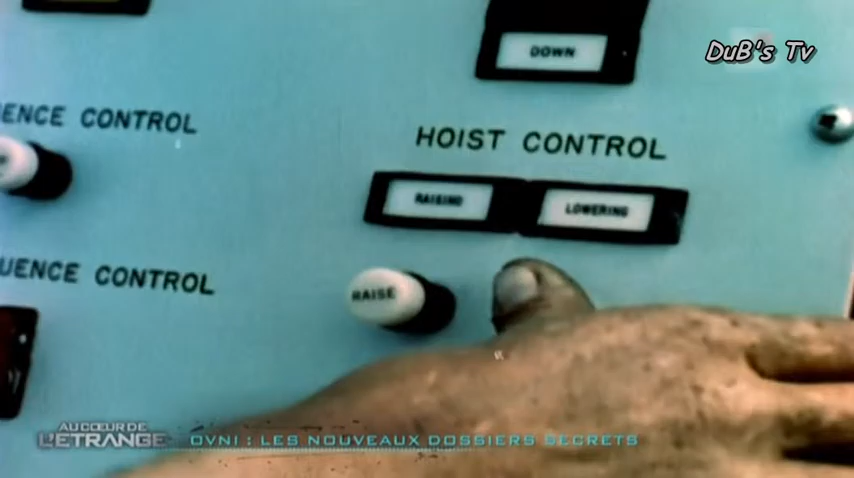 DuB's Tv
DOWN
ENCE CONTROL
HOIST CONTROL
RAISING
LOWERING
UENCE CONTROL
RAISE
AU CŒUR DE
L'ETRANGE
OVNI : LES NOUVEAUX DOSSIERS SECRETS